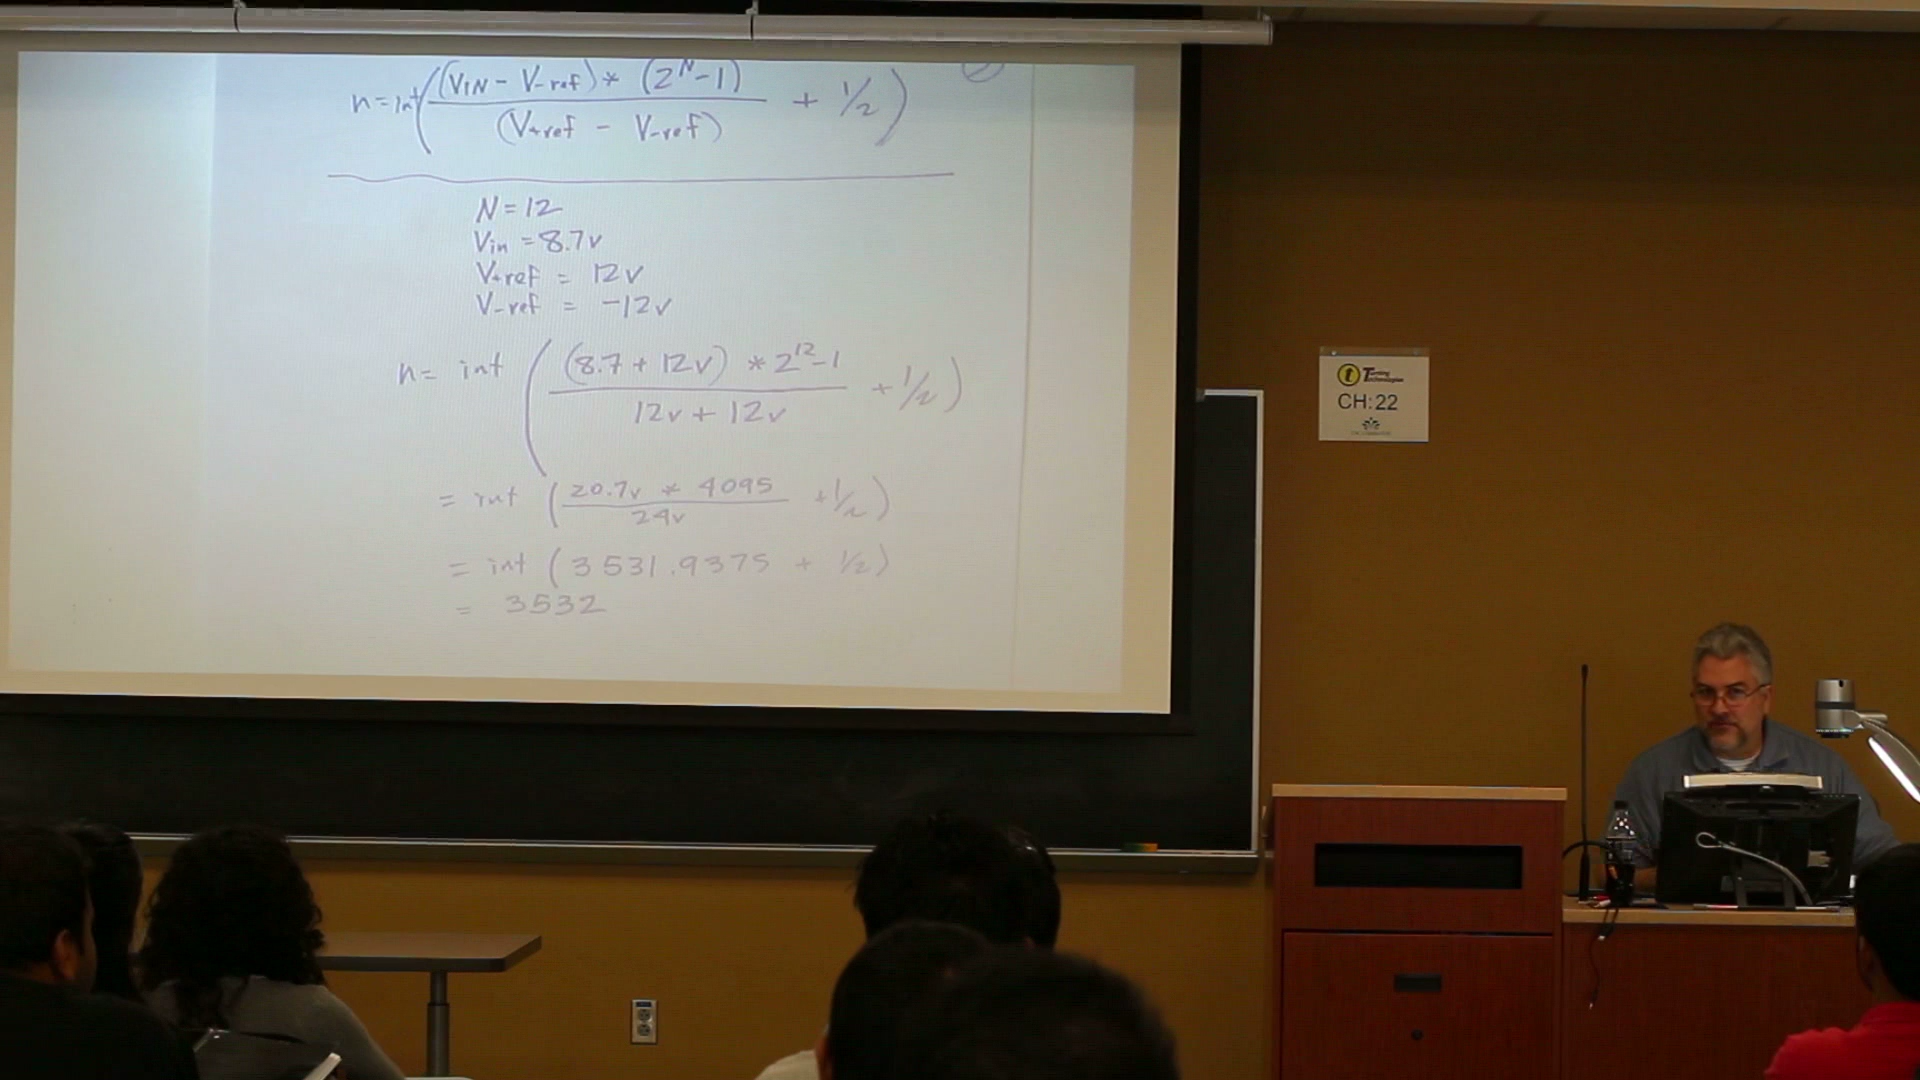 n = int ( (VIN - V-ref) * (2^N - 1) / (V+ref - V-ref) + 1/2 )
N = 12
Vin = 8.7v
V+ref = 12v
V-ref = -12v
n = int ( (8.7 + 12v) * 2^12 - 1 / 12v + 12v + 1/2 )
= int ( 20.7v * 4095 / 24v + 1/2 )
= int ( 3531.9375 + 1/2 )
= 3532
Turning Technologies
CH:22